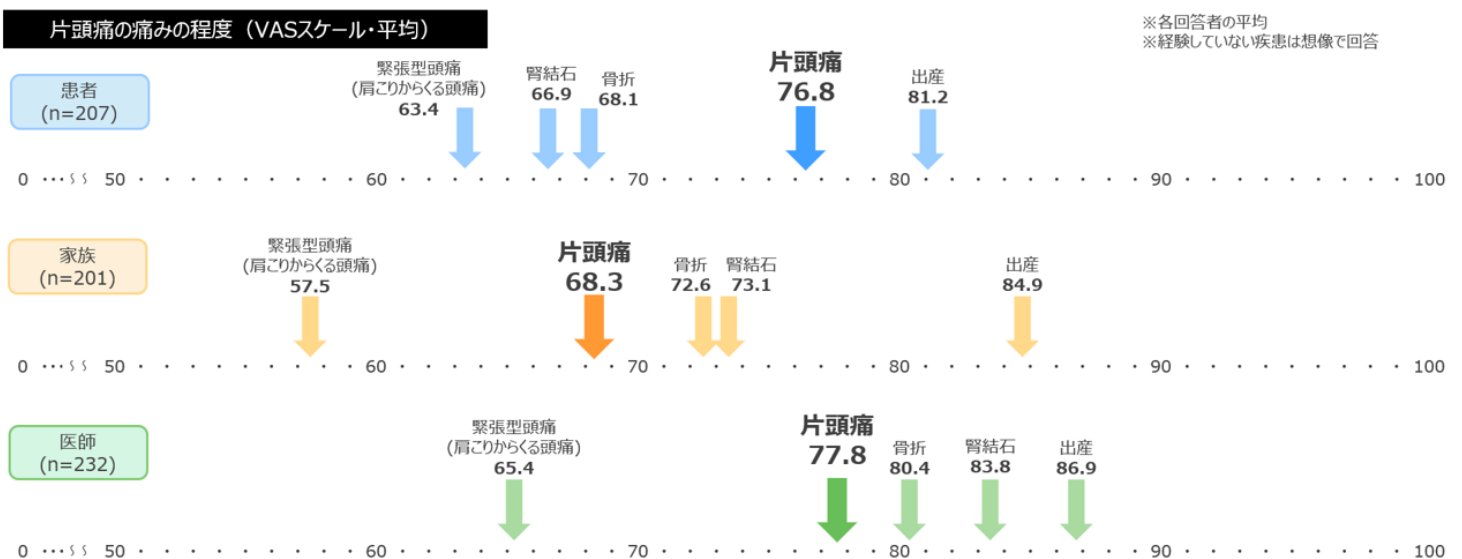 片頭痛の痛みの程度（VASスケール・平均）
※各回答者の平均
※経験していない疾患は想像で回答
患者
(n=207)
緊張型頭痛
(肩こりからくる頭痛)
63.4
腎結石
66.9
骨折
68.1
片頭痛
76.8
出産
81.2
0 ･･･⸾⸾ 50 ・ ・ ・ ・ ・ ・ ・ ・ ・ 60 ・ ・ ・ ・ ・ ・ ・ ・ ・ 70 ・ ・ ・ ・ ・ ・ ・ ・ ・ 80 ・ ・ ・ ・ ・ ・ ・ ・ ・ 90 ・ ・ ・ ・ ・ ・ ・ ・ ・ 100
家族
(n=201)
緊張型頭痛
(肩こりからくる頭痛)
57.5
片頭痛
68.3
骨折
72.6
腎結石
73.1
出産
84.9
0 ･･･⸾⸾ 50 ・ ・ ・ ・ ・ ・ ・ ・ ・ 60 ・ ・ ・ ・ ・ ・ ・ ・ ・ 70 ・ ・ ・ ・ ・ ・ ・ ・ ・ 80 ・ ・ ・ ・ ・ ・ ・ ・ ・ 90 ・ ・ ・ ・ ・ ・ ・ ・ ・ 100
医師
(n=232)
緊張型頭痛
(肩こりからくる頭痛)
65.4
片頭痛
77.8
骨折
80.4
腎結石
83.8
出産
86.9
0 ･･･⸾⸾ 50 ・ ・ ・ ・ ・ ・ ・ ・ ・ 60 ・ ・ ・ ・ ・ ・ ・ ・ ・ 70 ・ ・ ・ ・ ・ ・ ・ ・ ・ 80 ・ ・ ・ ・ ・ ・ ・ ・ ・ 90 ・ ・ ・ ・ ・ ・ ・ ・ ・ 100